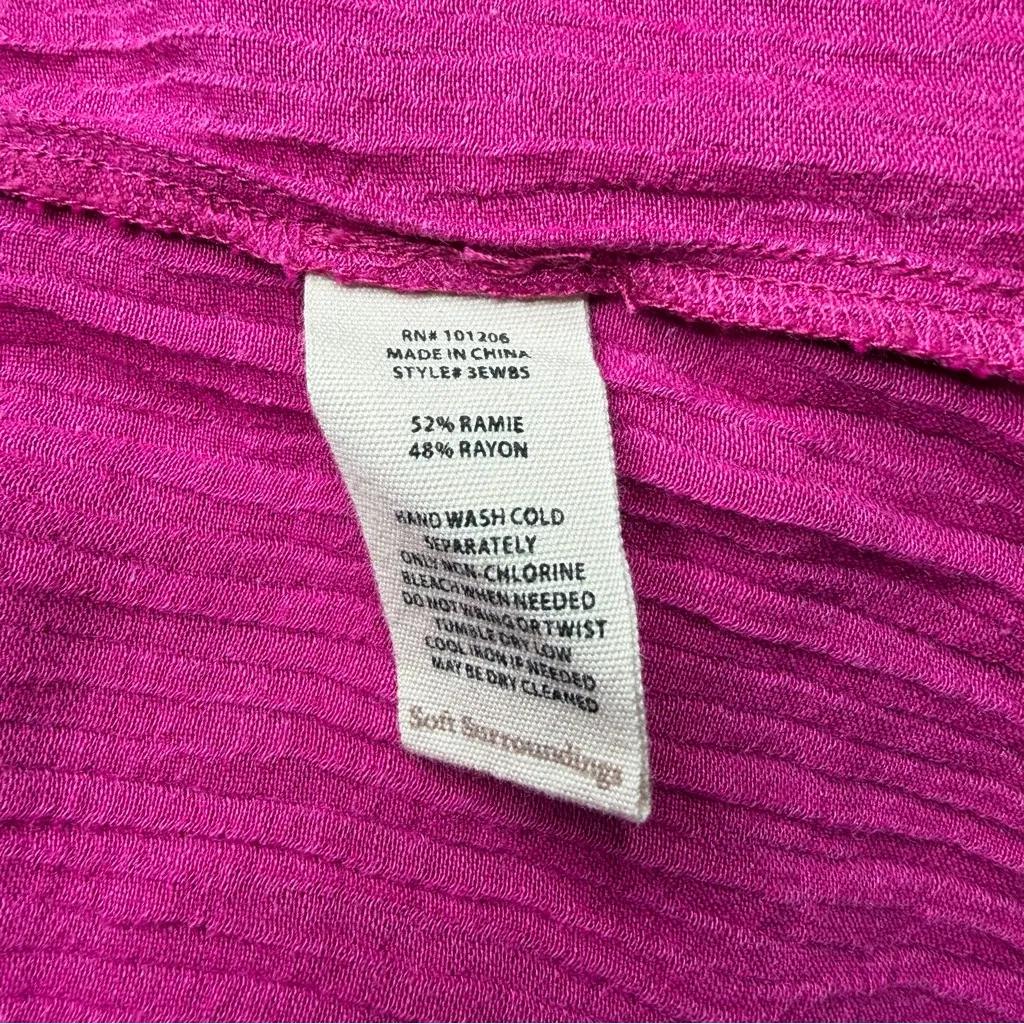 RN# 101206
MADE IN CHINA
STYLE# 3EW85
52% RAMIE
48% RAYON
HAND WASH COLD
SEPARATELY
ONLY NON-CHLORINE
BLEACH WHEN NEEDED
DO NOT WRING OR TWIST
TUMBLE DRY LOW
COOL IRON IF NEEDED
MAY BE DRY CLEANED
Soft Surroundings